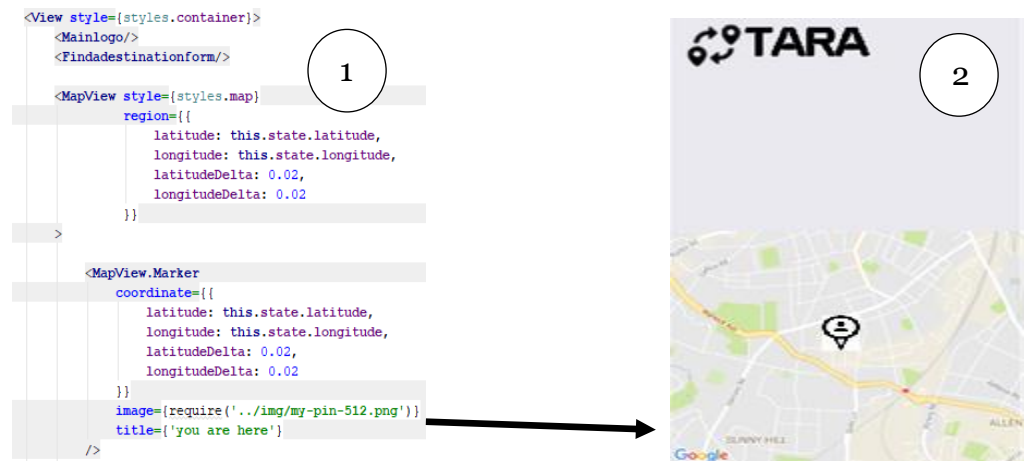 <View style={styles.container}>
<Mainlogo/>
<Findadestinationform/>
<MapView style={styles.map}
region={{
latitude: this.state.latitude,
longitude: this.state.longitude,
latitudeDelta: 0.02,
longitudeDelta: 0.02
}}
>
<MapView.Marker
coordinate={{
latitude: this.state.latitude,
longitude: this.state.longitude,
latitudeDelta: 0.02,
longitudeDelta: 0.02
}}
image={require('../img/my-pin-512.png')}
title={'you are here'}
/>
1
TARA
2
ALLEN
SUNNY HILL
Google